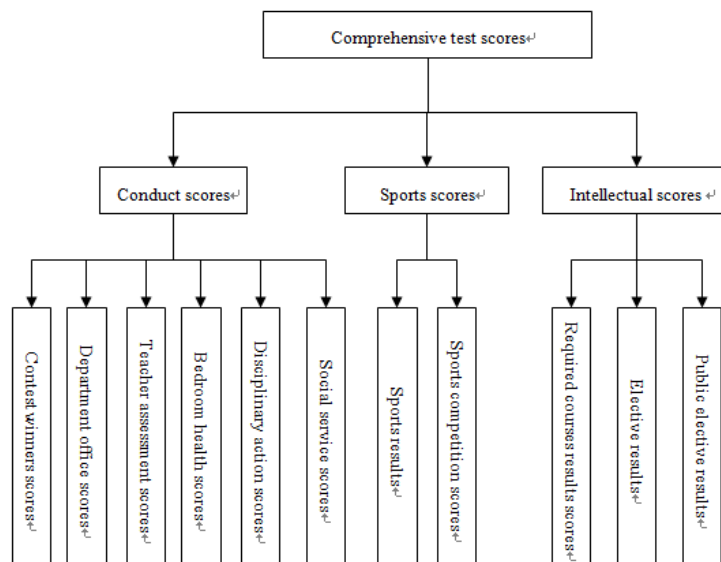 Comprehensive test scores↵
Conduct scores↵
Sports scores↵
Intellectual scores ↵
Contest winners scores↵
Department office scores↵
Teacher assessment scores↵
Bedroom health scores↵
Disciplinary action scores↵
Social service scores↵
Sports results↵
Sports competition scores↵
Required courses results scores↵
Elective results↵
Public elective results↵